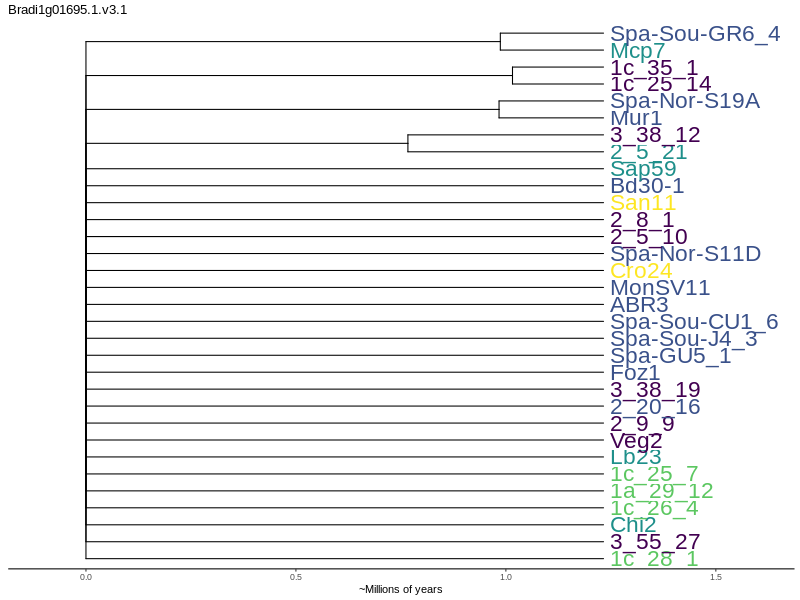 Bradi1g01695.1.v3.1
Spa-Sou-GR6_4
Mcp7
1c_35_1
1c_25_14
Spa-Nor-S19A
Mur1
3_38_12
2_5_21
Sap59
Bd30-1
San11
2_8_1
2_5_10
Spa-Nor-S11D
Cro24
MonSV11
ABR3
Spa-Sou-CU1_6
Spa-Sou-J4_3
Spa-GU5_1
Foz1
3_38_19
2_20_16
2_9_9
Veg2
Lb23
1c_25_7
1a_29_12
1c_26_4
Chi2
3_55_27
1c_28_1
0.0 0.5 1.0 1.5
~Millions of years